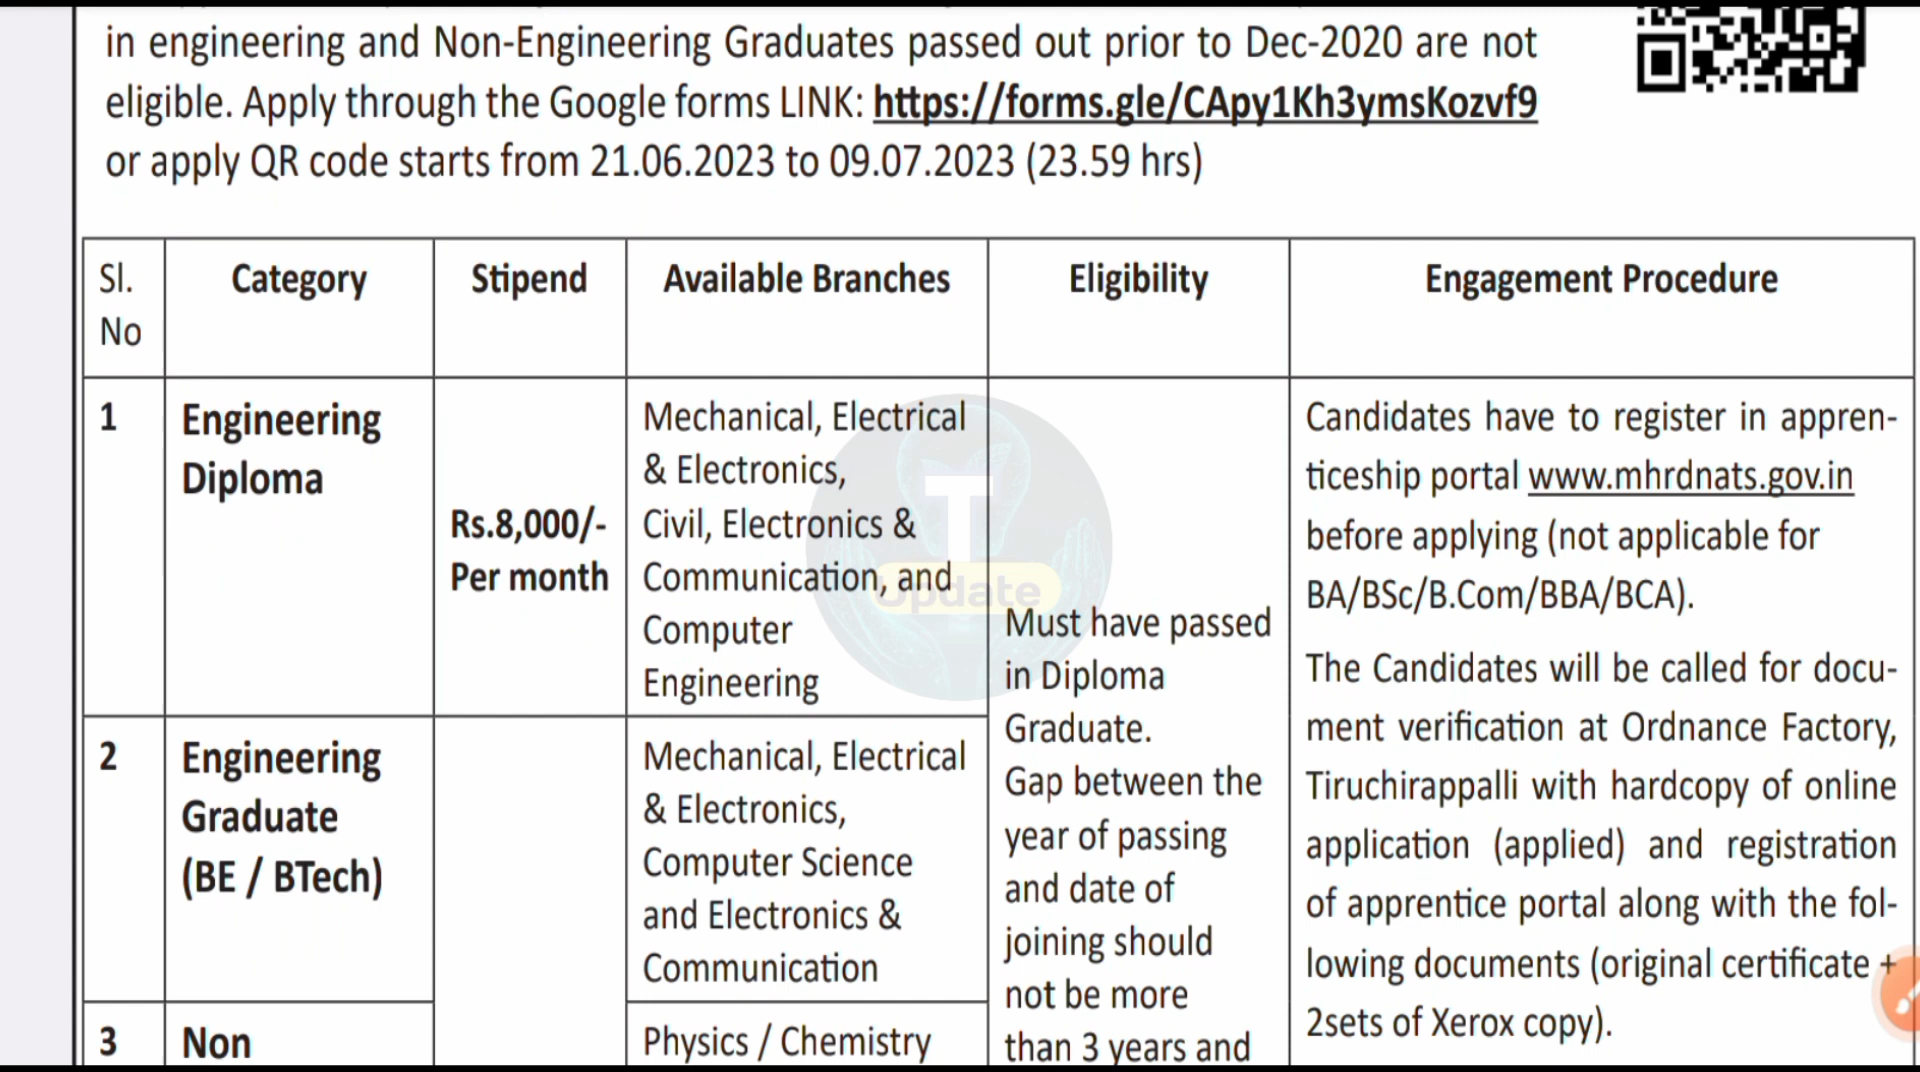 in engineering and Non-Engineering Graduates passed out prior to Dec-2020 are not
eligible. Apply through the Google forms LINK: https://forms.gle/CApy1Kh3ymsKozvf9
or apply QR code starts from 21.06.2023 to 09.07.2023 (23.59 hrs)
Sl.
No
Category
Stipend
Available Branches
Eligibility
Engagement Procedure
1
Engineering
Diploma
Rs.8,000/-
Per month
Mechanical, Electrical
& Electronics,
Civil, Electronics &
Communication, and
Computer
Engineering
2
Engineering
Graduate
(BE / BTech)
Mechanical, Electrical
& Electronics,
Computer Science
and Electronics &
Communication
3
Non
Physics / Chemistry
Must have passed
in Diploma
Graduate.
Gap between the
year of passing
and date of
joining should
not be more
than 3 years and
Candidates have to register in appren-
ticeship portal www.mhrdnats.gov.in
before applying (not applicable for
BA/BSc/B.Com/BBA/BCA).
The Candidates will be called for docu-
ment verification at Ordnance Factory,
Tiruchirappalli with hardcopy of online
application (applied) and registration
of apprentice portal along with the fol-
lowing documents (original certificate +
2sets of Xerox copy).
T
Update